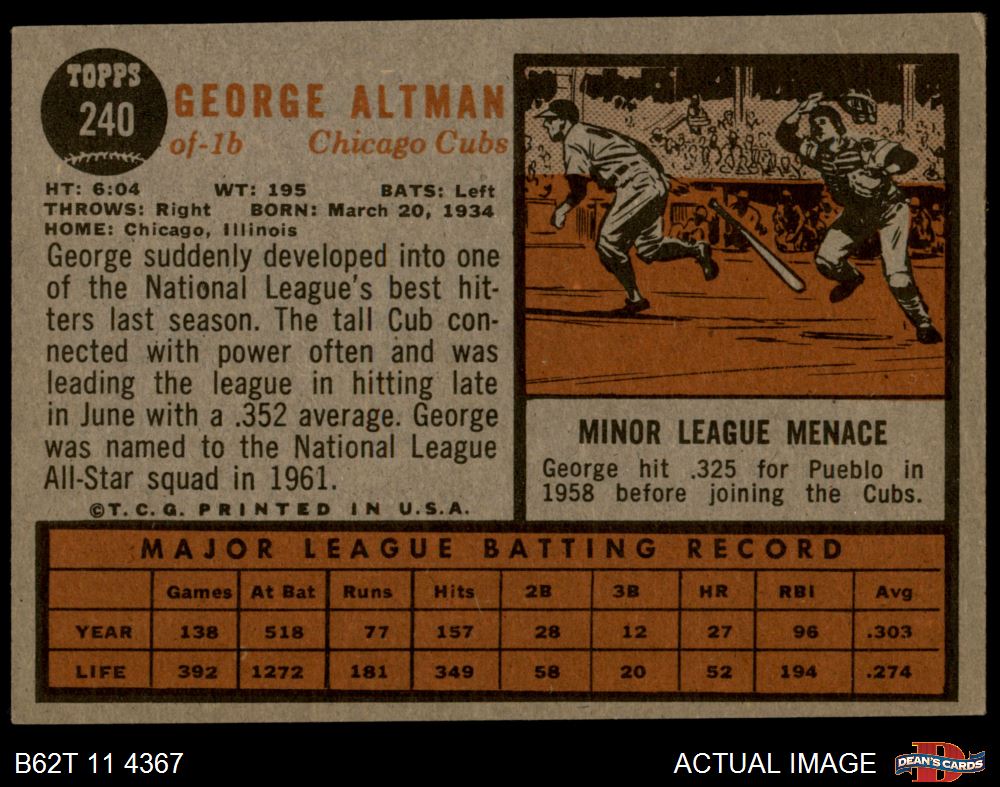 TOPPS
240
GEORGE ALTMAN
of-1b Chicago Cubs
HT: 6:04 WT: 195 BATS: Left
THROWS: Right BORN: March 20, 1934
HOME: Chicago, Illinois
George suddenly developed into one
of the National League's best hit-
ters last season. The tall Cub con-
nected with power often and was
leading the league in hitting late
in June with a .352 average. George
was named to the National League
All-Star squad in 1961.
©T.C.G. PRINTED IN U.S.A.
MINOR LEAGUE MENACE
George hit .325 for Pueblo in
1958 before joining the Cubs.
MAJOR LEAGUE BATTING RECORD
Games At Bat Runs Hits 2B 3B HR RBI Avg
YEAR 138 518 77 157 28 12 27 96 .303
LIFE 392 1272 181 349 58 20 52 194 .274
B62T 11 4367 ACTUAL IMAGE
DEAN'S CARDS